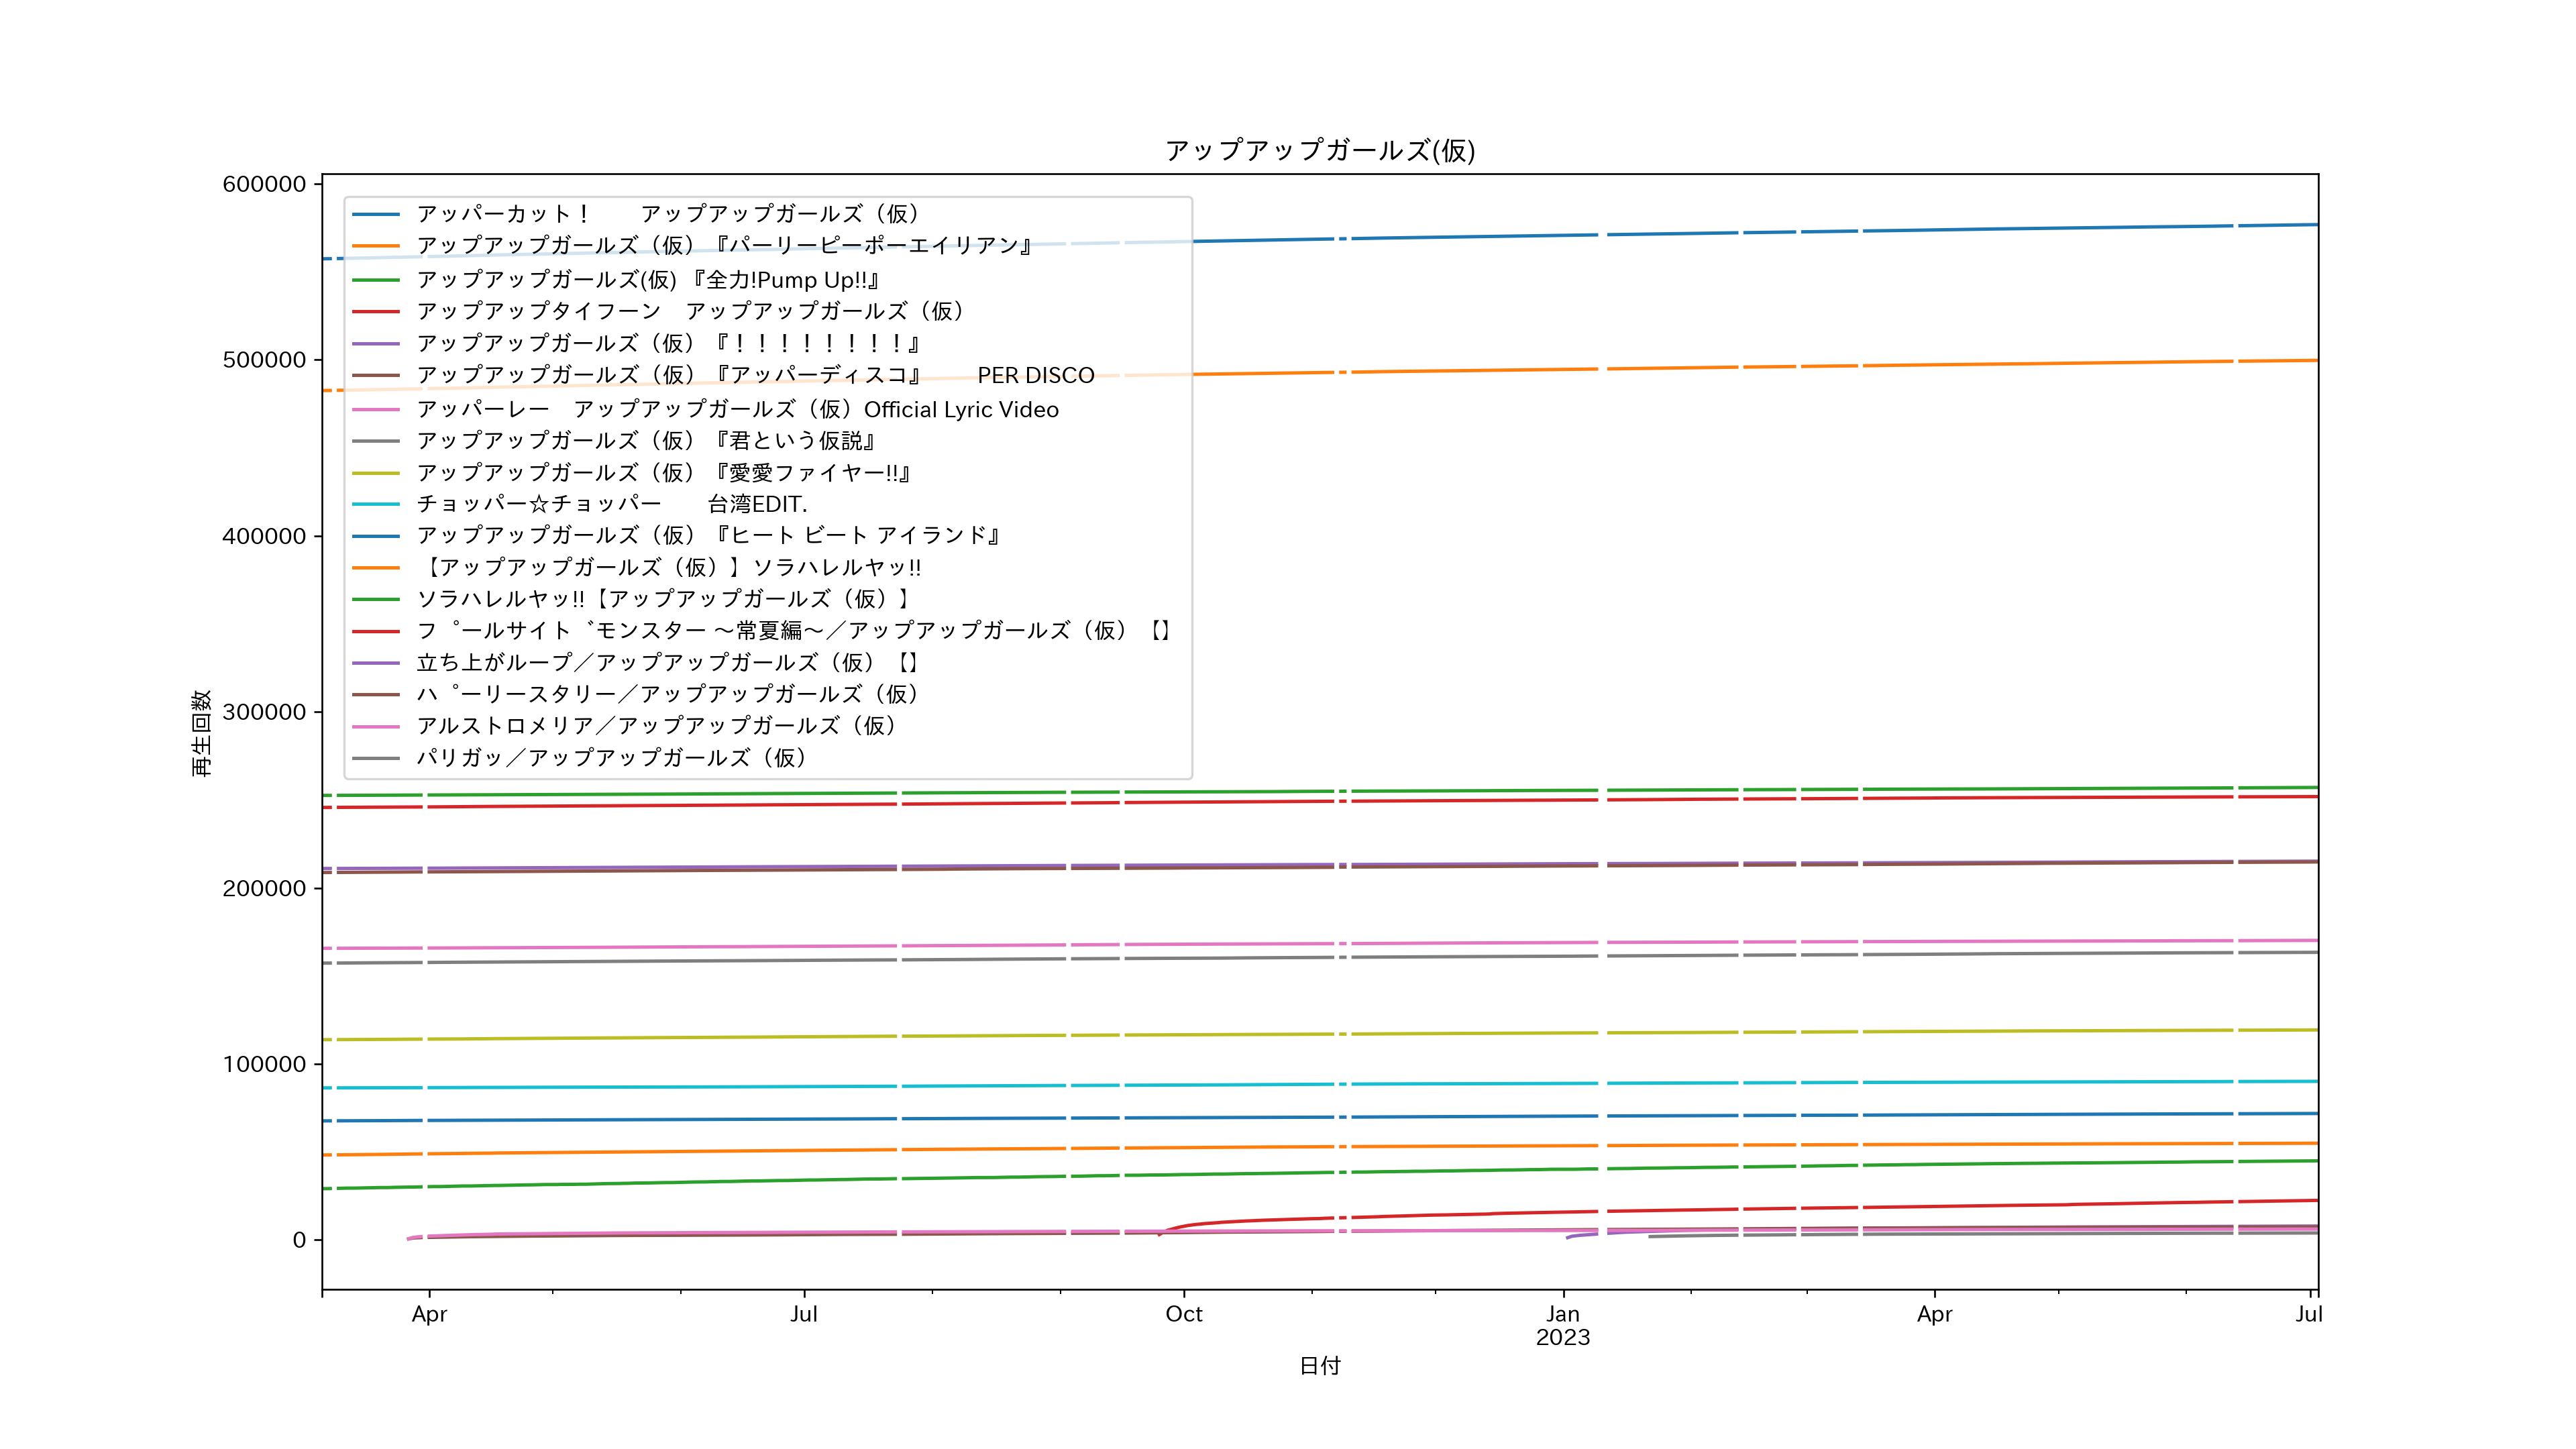 アップアップガールズ(仮)
600000
500000
400000
300000
200000
100000
0
再生回数
アッパーカット！　　アップアップガールズ（仮）
アップアップガールズ（仮）『パーリーピーポーエイリアン』
アップアップガールズ(仮) 『全力!Pump Up!!』
アップアップタイフーン　アップアップガールズ（仮）
アップアップガールズ（仮）『！！！！！！！！』
アップアップガールズ（仮）『アッパーディスコ』　　PER DISCO
アッパーレー　アップアップガールズ（仮）Official Lyric Video
アップアップガールズ（仮）『君という仮説』
アップアップガールズ（仮）『愛愛ファイヤー!!』
チョッパー☆チョッパー　　台湾EDIT.
アップアップガールズ（仮）『ヒート ビート アイランド』
【アップアップガールズ（仮）】ソラハレルヤッ!!
ソラハレルヤッ!!【アップアップガールズ（仮）】
フ゜ールサイト゛モンスター ～常夏編～／アップアップガールズ（仮）【】
立ち上がループ／アップアップガールズ（仮）【】
ハ゜ーリースタリー／アップアップガールズ（仮）
アルストロメリア／アップアップガールズ（仮）
パリガッ／アップアップガールズ（仮）
Apr Jul Oct Jan Apr Jul
2023
日付